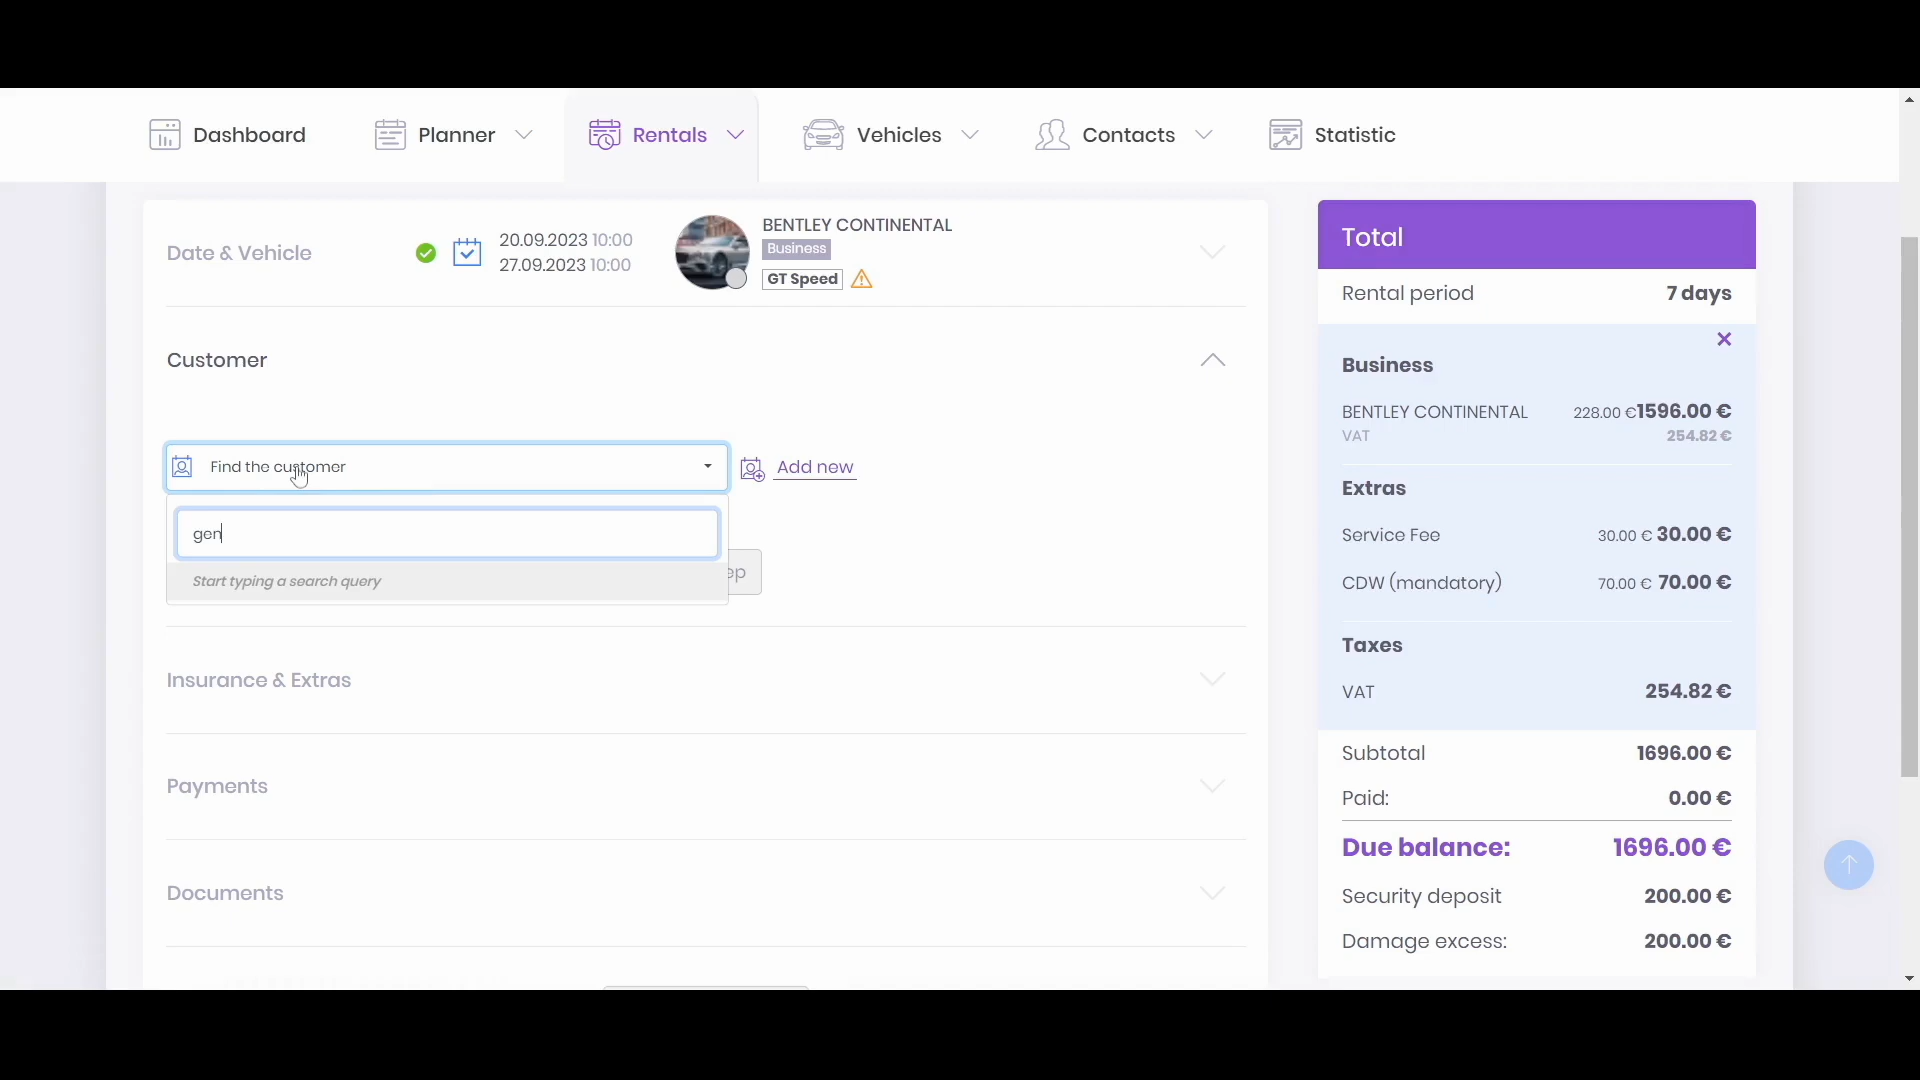 Dashboard
Planner
Rentals
Vehicles
Contacts
Statistic
Date & Vehicle
20.09.2023 10:00
27.09.2023 10:00
BENTLEY CONTINENTAL
Business
GT Speed
Customer
Find the customer
Add new
gen
Start typing a search query
ep
Insurance & Extras
Payments
Documents
Total
Rental period 7 days
Business
BENTLEY CONTINENTAL 228.00 €1596.00 €
VAT 254.82 €
Extras
Service Fee 30.00 € 30.00 €
CDW (mandatory) 70.00 € 70.00 €
Taxes
VAT 254.82 €
Subtotal 1696.00 €
Paid: 0.00 €
Due balance: 1696.00 €
Security deposit 200.00 €
Damage excess: 200.00 €